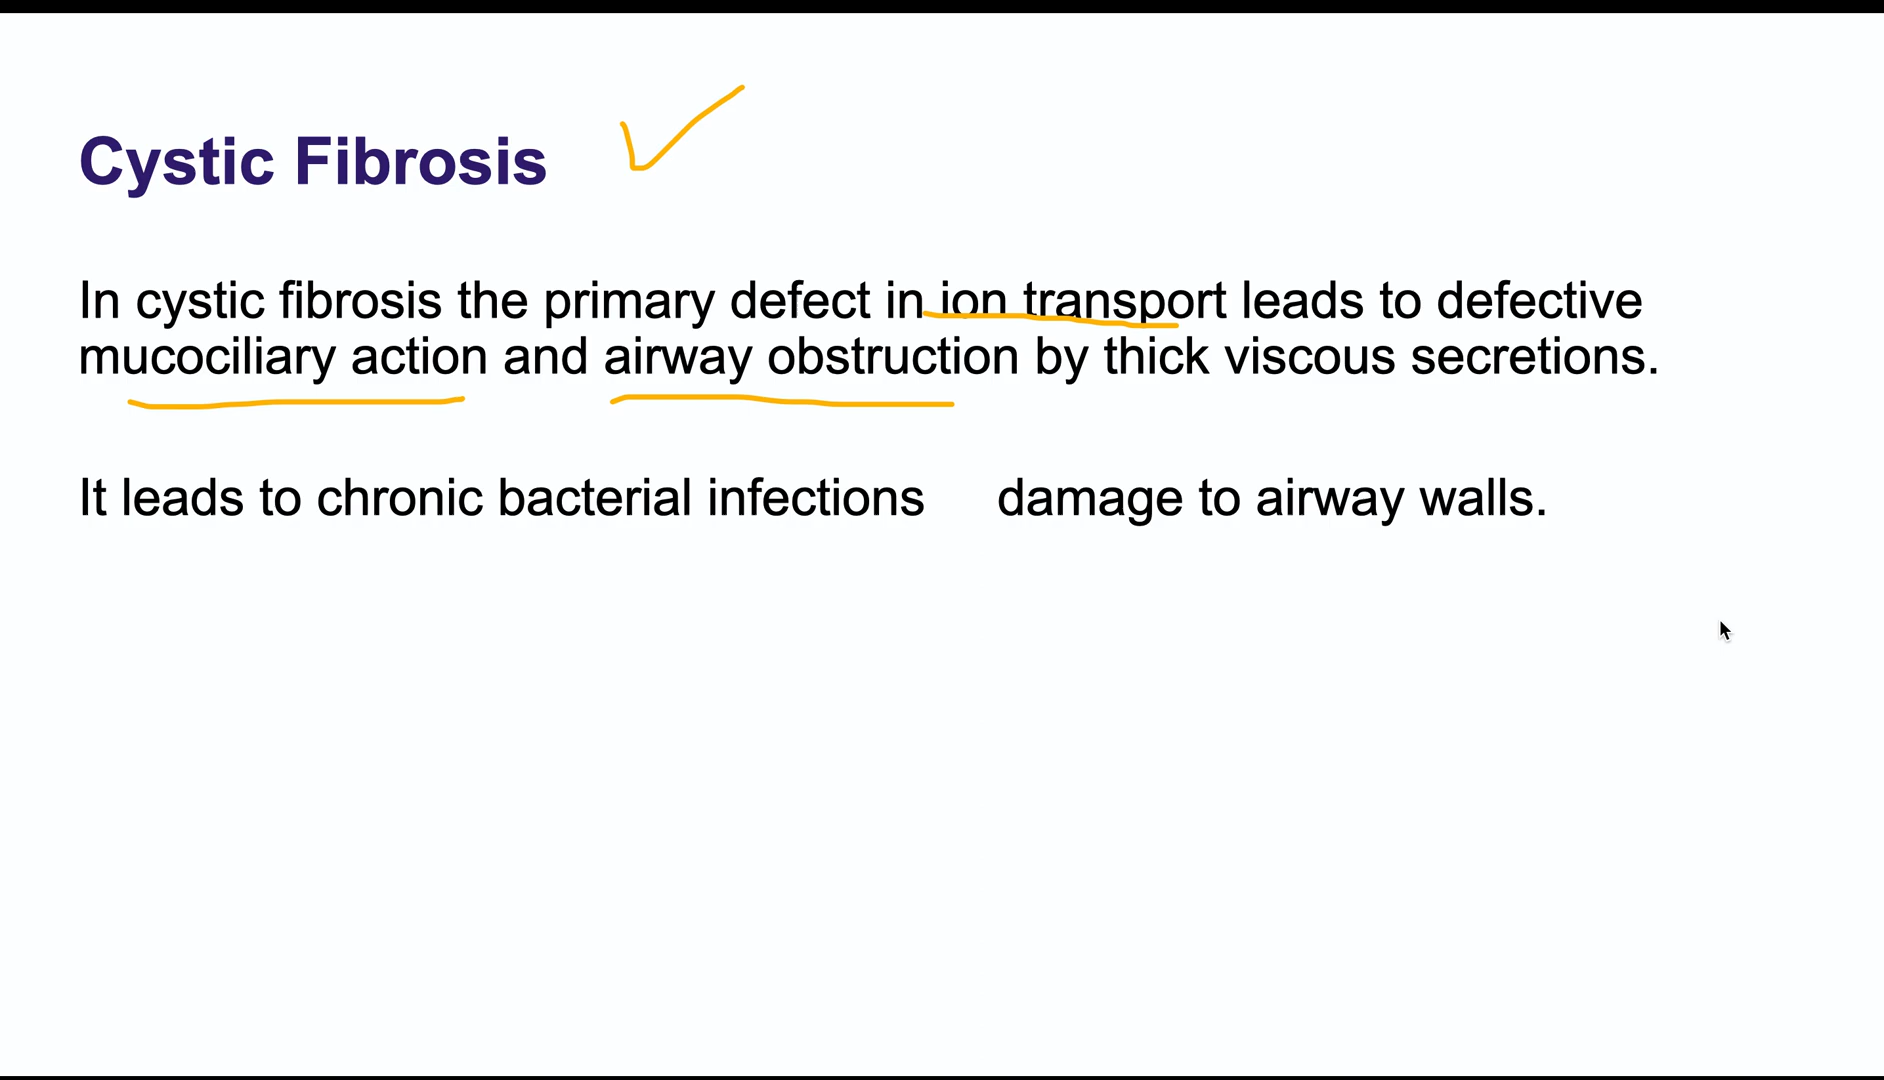 Cystic Fibrosis
In cystic fibrosis the primary defect in ion transport leads to defective
mucociliary action and airway obstruction by thick viscous secretions.
It leads to chronic bacterial infections damage to airway walls.